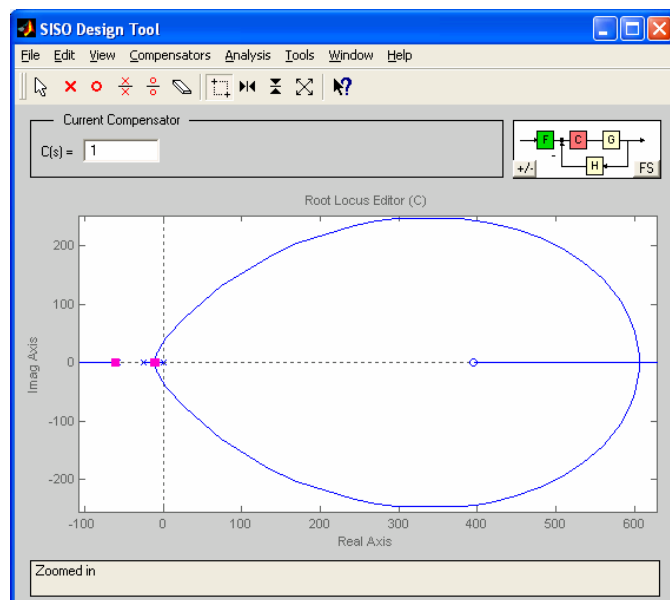 SISO Design Tool
File Edit View Compensators Analysis Tools Window Help
Current Compensator
C(s) = 1
F C G
H
+/- FS
Root Locus Editor (C)
200
100
0
-100
-200
Imag Axis
-100 0 100 200 300 400 500 600
Real Axis
Zoomed in